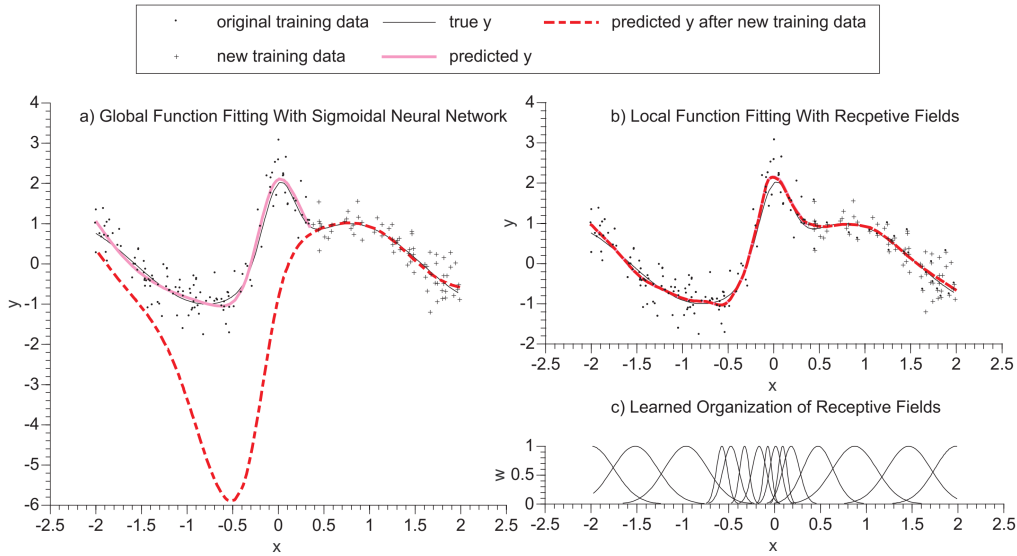 original training data true y predicted y after new training data
new training data predicted y
a) Global Function Fitting With Sigmoidal Neural Network
4
3
2
1
0
-1
-2
-3
-4
-5
-6
y
-2.5 -2 -1.5 -1 -0.5 0 0.5 1 1.5 2 2.5
x
b) Local Function Fitting With Recpetive Fields
4
3
2
1
0
-1
-2
y
-2.5 -2 -1.5 -1 -0.5 0 0.5 1 1.5 2 2.5
x
c) Learned Organization of Receptive Fields
1
0.5
0
w
-2.5 -2 -1.5 -1 -0.5 0 0.5 1 1.5 2 2.5
x